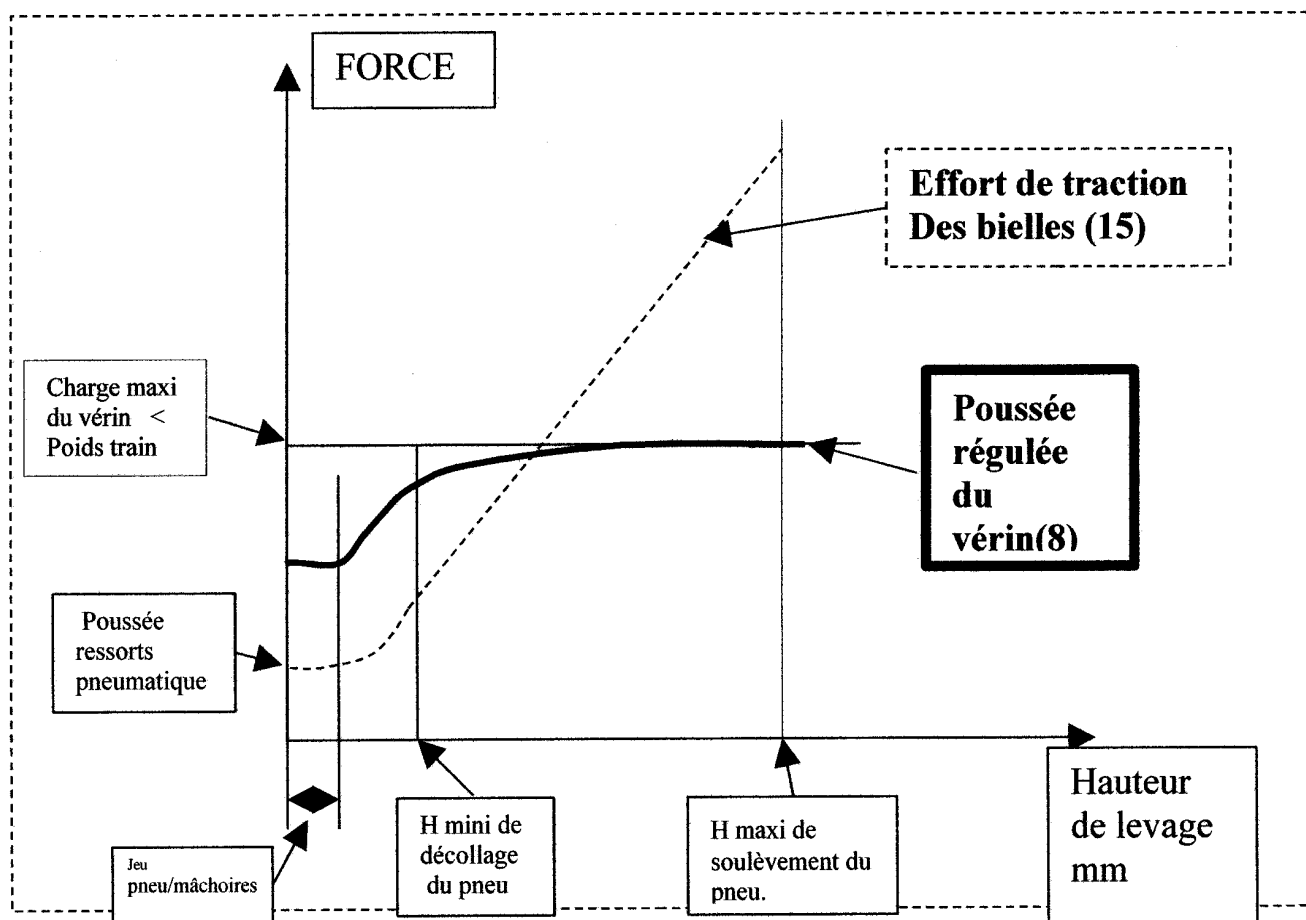 FORCE
Effort de traction
Des bielles (15)
Charge maxi
du vérin <
Poids train
Poussée
régulée
du
vérin(8)
Poussée
ressorts
pneumatique
Hauteur
de levage
mm
H mini de
décollage
du pneu
H maxi de
soulèvement du
pneu.
Jeu
pneu/mâchoires